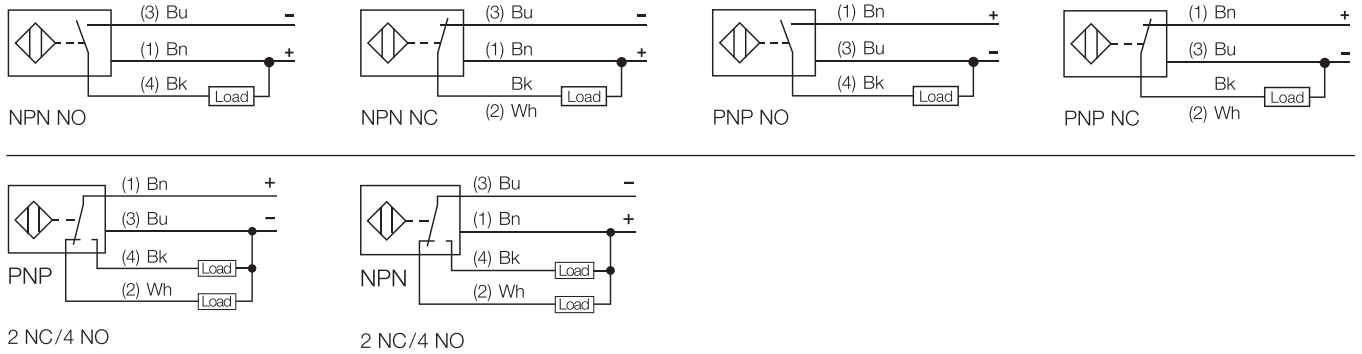 (3) Bu −
(1) Bn +
(4) Bk Load
NPN NO
(3) Bu −
(1) Bn +
Bk Load
(2) Wh
NPN NC
(1) Bn +
(3) Bu −
(4) Bk Load
PNP NO
(1) Bn +
(3) Bu −
Bk Load
(2) Wh
PNP NC
(1) Bn +
(3) Bu −
(4) Bk Load
(2) Wh Load
PNP
2 NC/4 NO
(3) Bu −
(1) Bn +
(4) Bk Load
(2) Wh Load
NPN
2 NC/4 NO